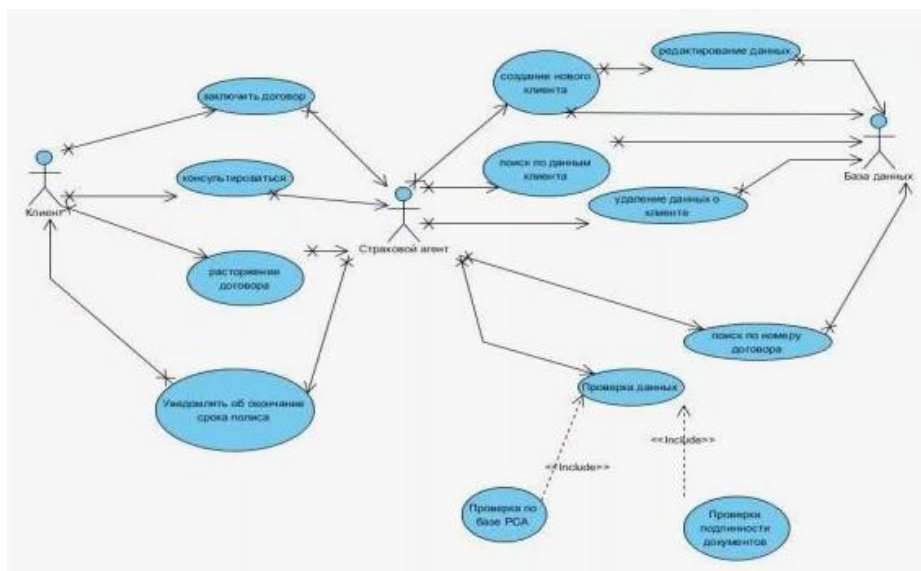 редактирование данных
создание нового
клиента
заключить договор
База данных
поиск по данным
клиента
консультироваться
удаление данных о
клиенте
Клиент
Страховой агент
расторжение
договора
поиск по номеру
договора
Проверка данных
Уведомлять об окончание
срока полиса
<<Include>>
<<Include>>
Проверка по
базе РСА
Проверка
подлинности
документов